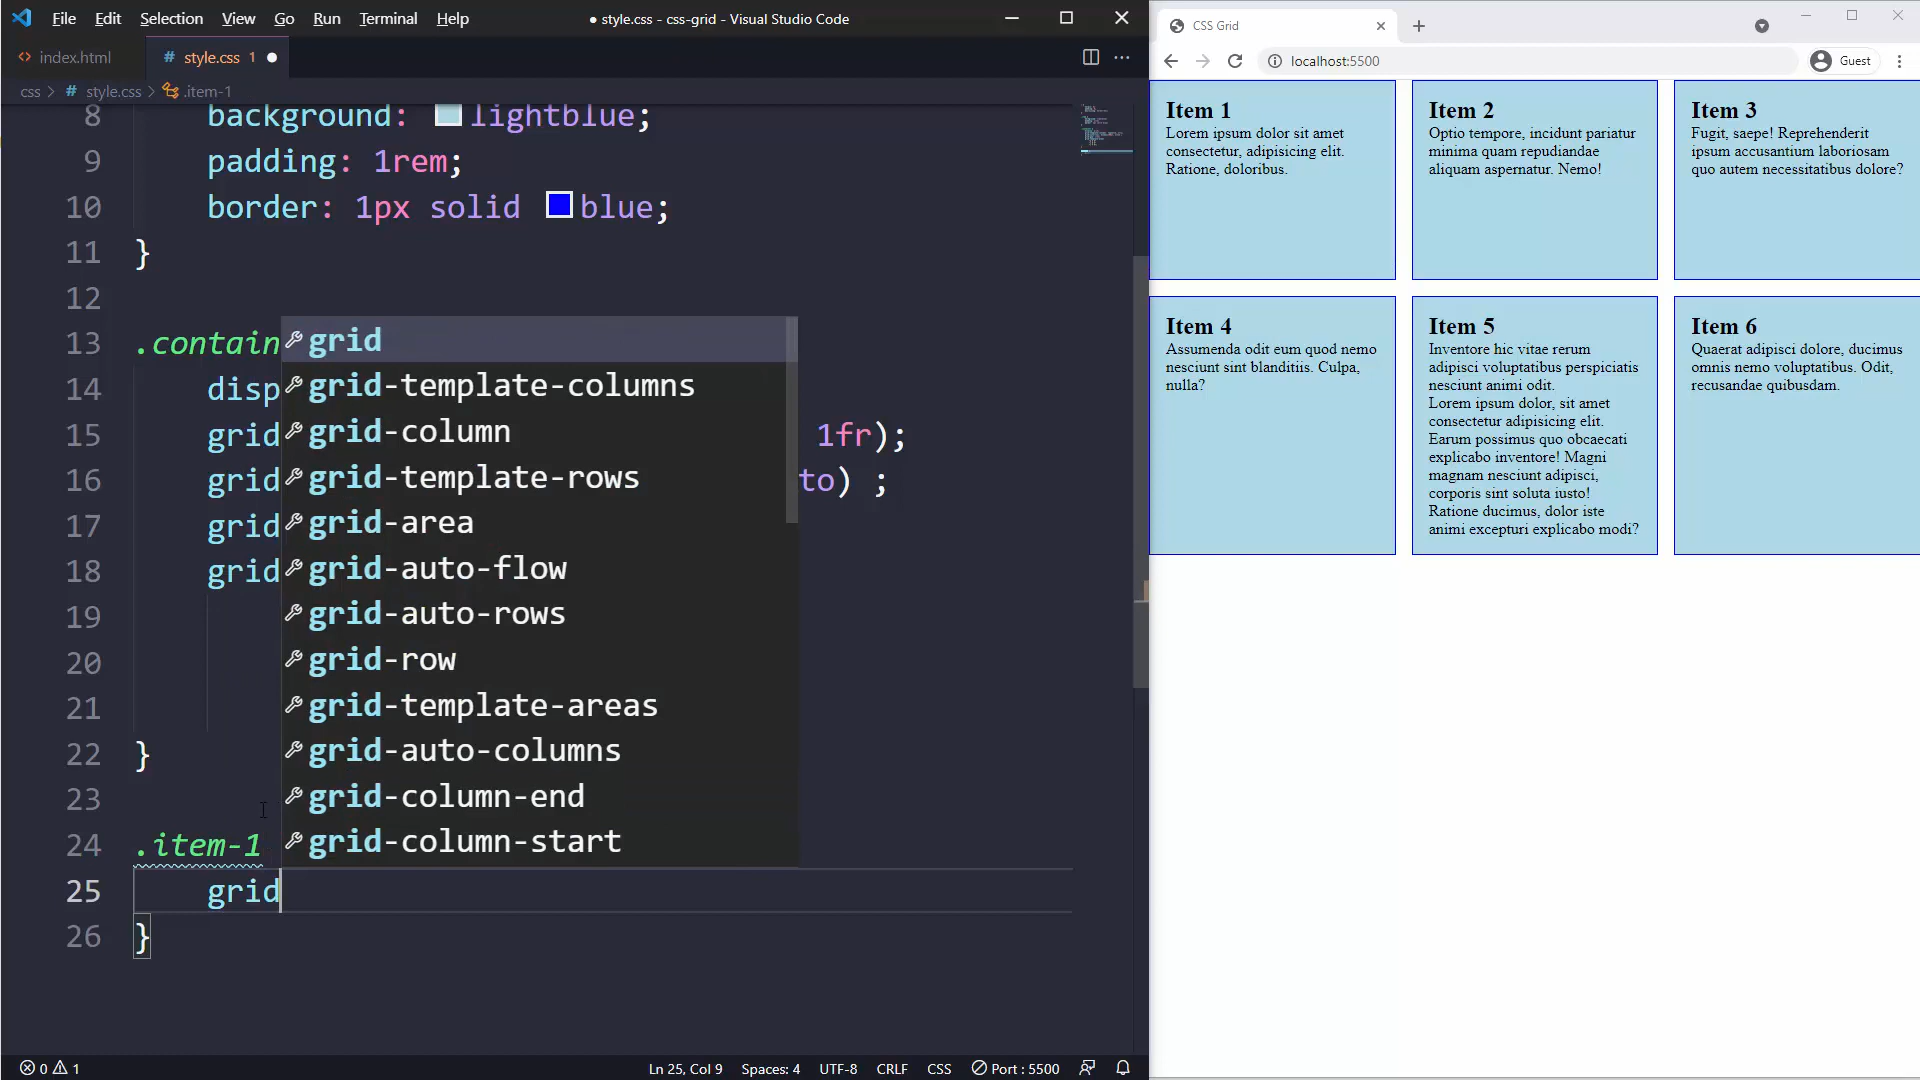 File Edit Selection View Go Run Terminal Help
● style.css - css-grid - Visual Studio Code
index.html
# style.css 1
css > # style.css > .item-1
8 background: lightblue;
9 padding: 1rem;
10 border: 1px solid blue;
11 }
12
13 .contain
14 disp
15 grid 1fr);
16 grid to) ;
17 grid
18 grid
19
20
21
22 }
23
24 .item-1
25 grid
26 }
grid
grid-template-columns
grid-column
grid-template-rows
grid-area
grid-auto-flow
grid-auto-rows
grid-row
grid-template-areas
grid-auto-columns
grid-column-end
grid-column-start
0 1
Ln 25, Col 9 Spaces: 4 UTF-8 CRLF CSS Port : 5500
CSS Grid
localhost:5500
Guest
Item 1
Lorem ipsum dolor sit amet
consectetur, adipisicing elit.
Ratione, doloribus.
Item 2
Optio tempore, incidunt pariatur
minima quam repudiandae
aliquam aspernatur. Nemo!
Item 3
Fugit, saepe! Reprehenderit
ipsum accusantium laboriosam
quo autem necessitatibus dolore?
Item 4
Assumenda odit eum quod nemo
nesciunt sint blanditiis. Culpa,
nulla?
Item 5
Inventore hic vitae rerum
adipisci voluptatibus perspiciatis
nesciunt animi odit.
Lorem ipsum dolor, sit amet
consectetur adipisicing elit.
Earum possimus quo obcaecati
explicabo inventore! Magni
magnam nesciunt adipisci,
corporis sint soluta iusto!
Ratione ducimus, dolor iste
animi excepturi explicabo modi?
Item 6
Quaerat adipisci dolore, ducimus
omnis nemo voluptatibus. Odit,
recusandae quibusdam.